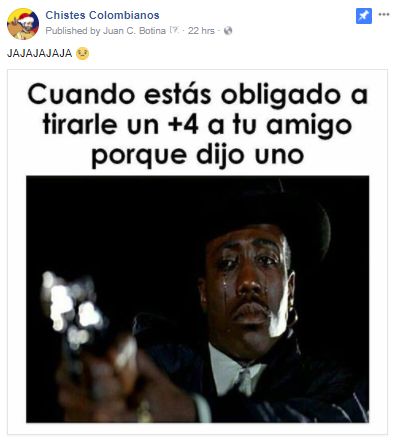 Chistes Colombianos
Published by Juan C. Botina [?] · 22 hrs ·
JAJAJAJAJA
Cuando estás obligado a
tirarle un +4 a tu amigo
porque dijo uno